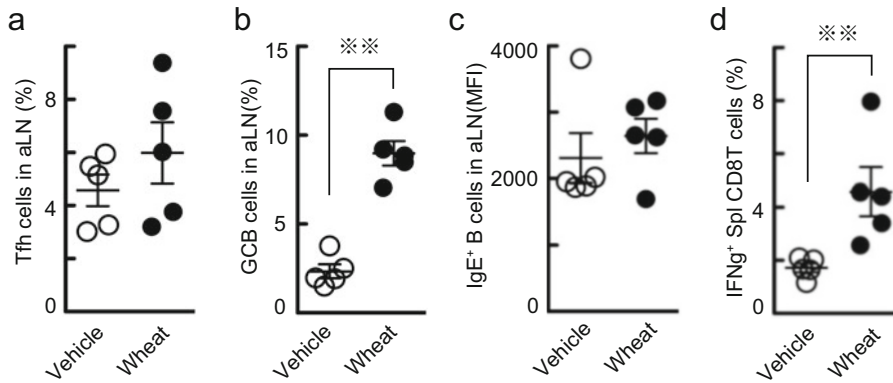 a
Tfh cells in aLN (%)
8
4
0
Vehicle
Wheat
b
※※
GCB cells in aLN(%)
15
10
5
0
Vehicle
Wheat
c
IgE⁺ B cells in aLN(MFI)
4000
2000
0
Vehicle
Wheat
d
※※
IFNg⁺ Spl CD8T cells (%)
8
4
0
Vehicle
Wheat